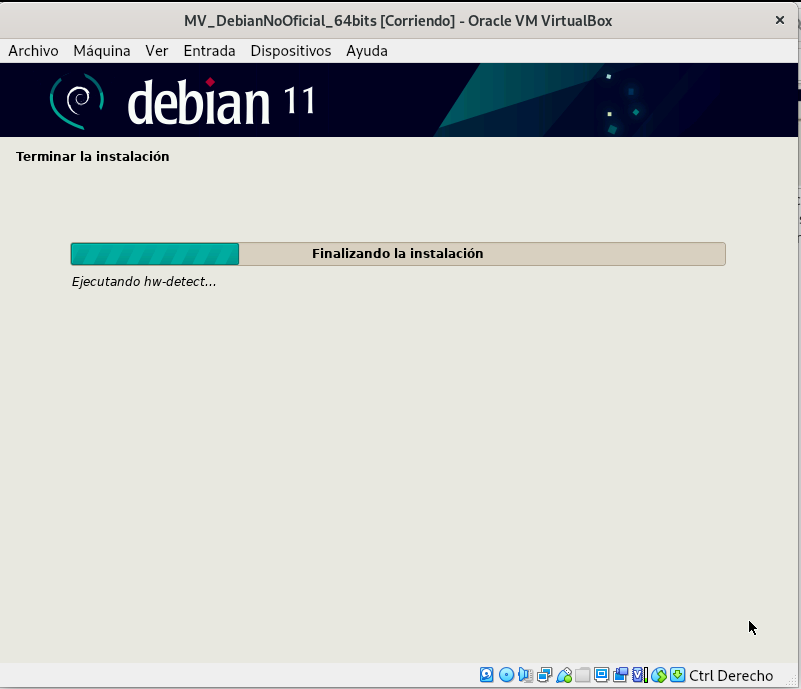 MV_DebianNoOficial_64bits [Corriendo] - Oracle VM VirtualBox
Archivo Máquina Ver Entrada Dispositivos Ayuda
debian 11
Terminar la instalación
Finalizando la instalación
Ejecutando hw-detect...
Ctrl Derecho